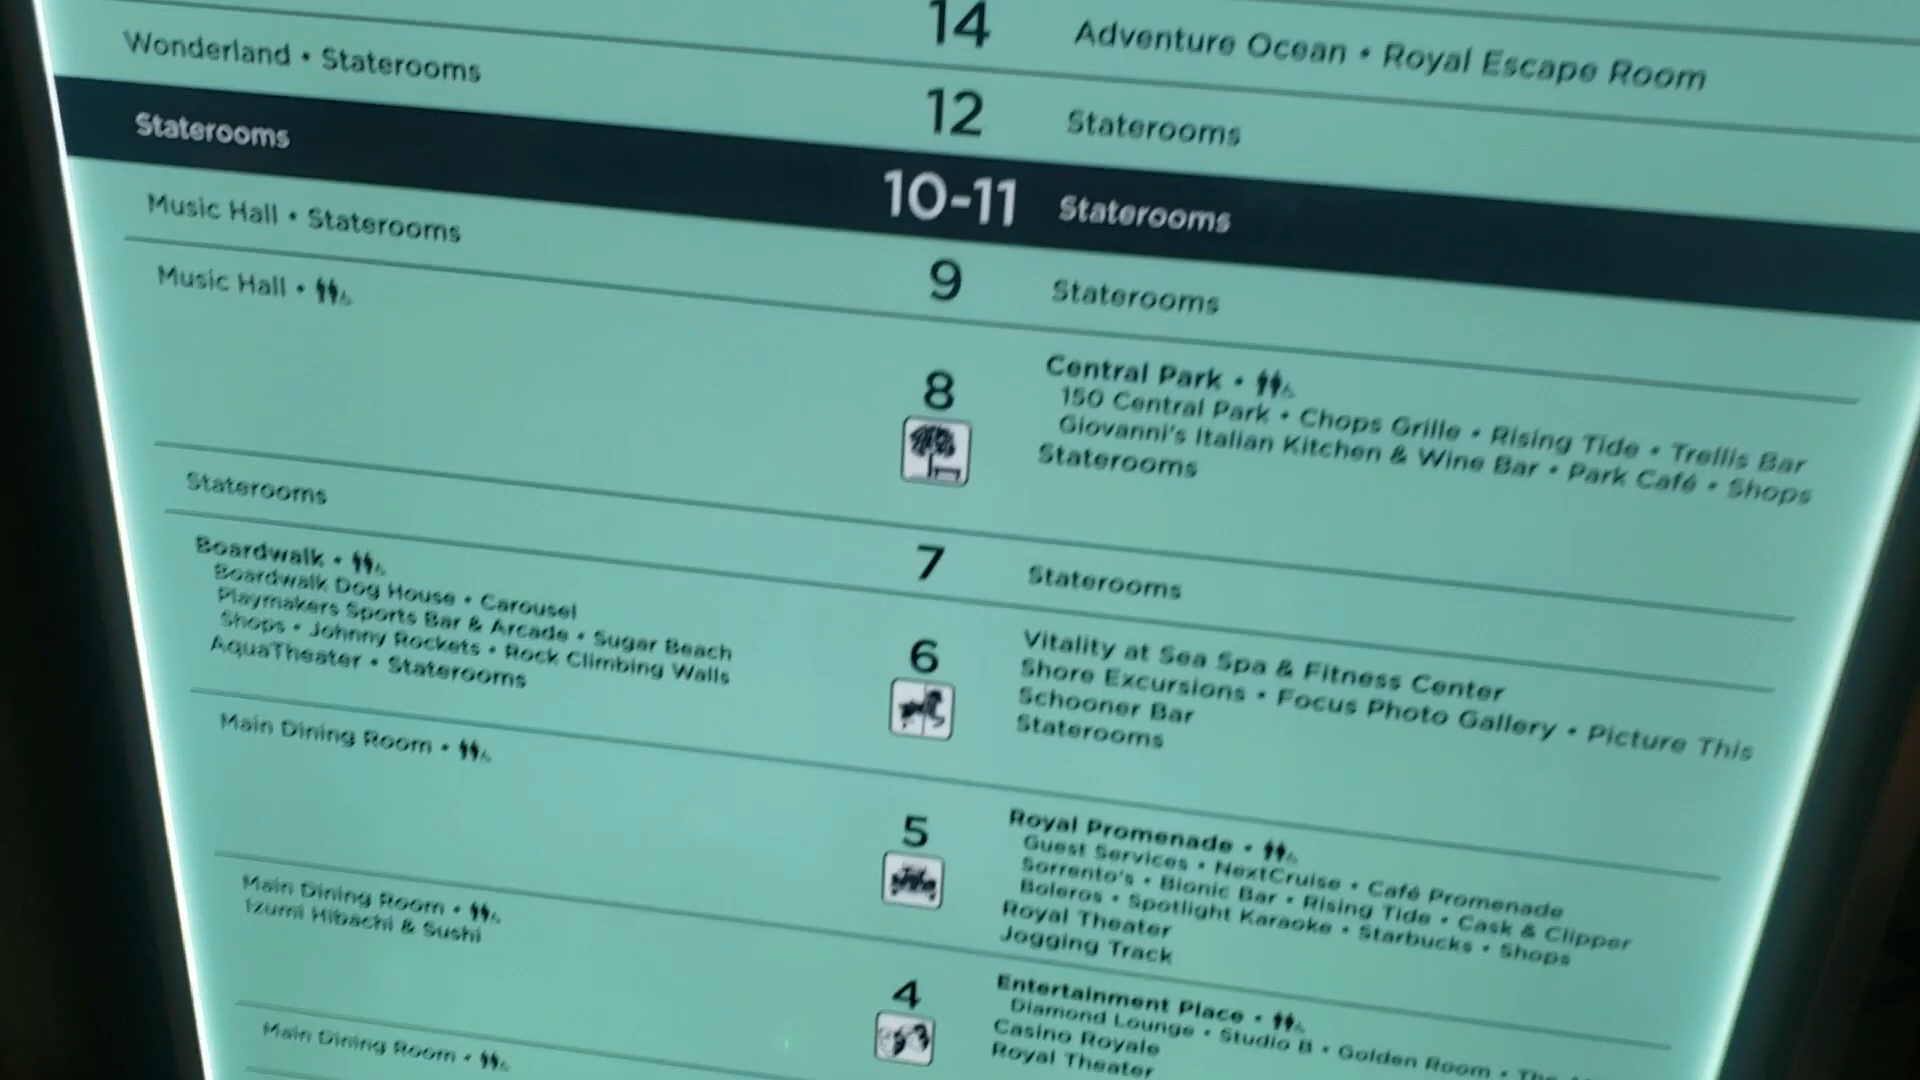 14 Adventure Ocean • Royal Escape Room
Wonderland • Staterooms 12 Staterooms
Staterooms 10-11 Staterooms
Music Hall • Staterooms 9 Staterooms
Music Hall •
8
Central Park •
150 Central Park • Chops Grille • Rising Tide • Trellis Bar
Giovanni's Italian Kitchen & Wine Bar • Park Café • Shops
Staterooms
Staterooms 7 Staterooms
Boardwalk •
Boardwalk Dog House • Carousel
Playmakers Sports Bar & Arcade • Sugar Beach
Shops • Johnny Rockets • Rock Climbing Walls
AquaTheater • Staterooms
6
Vitality at Sea Spa & Fitness Center
Shore Excursions • Focus Photo Gallery • Picture This
Schooner Bar
Staterooms
Main Dining Room •
5
Royal Promenade •
Guest Services • NextCruise • Café Promenade
Sorrento's • Bionic Bar • Rising Tide • Cask & Clipper
Boleros • Spotlight Karaoke • Starbucks • Shops
Royal Theater
Jogging Track
Main Dining Room •
Izumi Hibachi & Sushi
4
Entertainment Place •
Diamond Lounge • Studio B • Golden Room •
Casino Royale
Royal Theater
Main Dining Room •